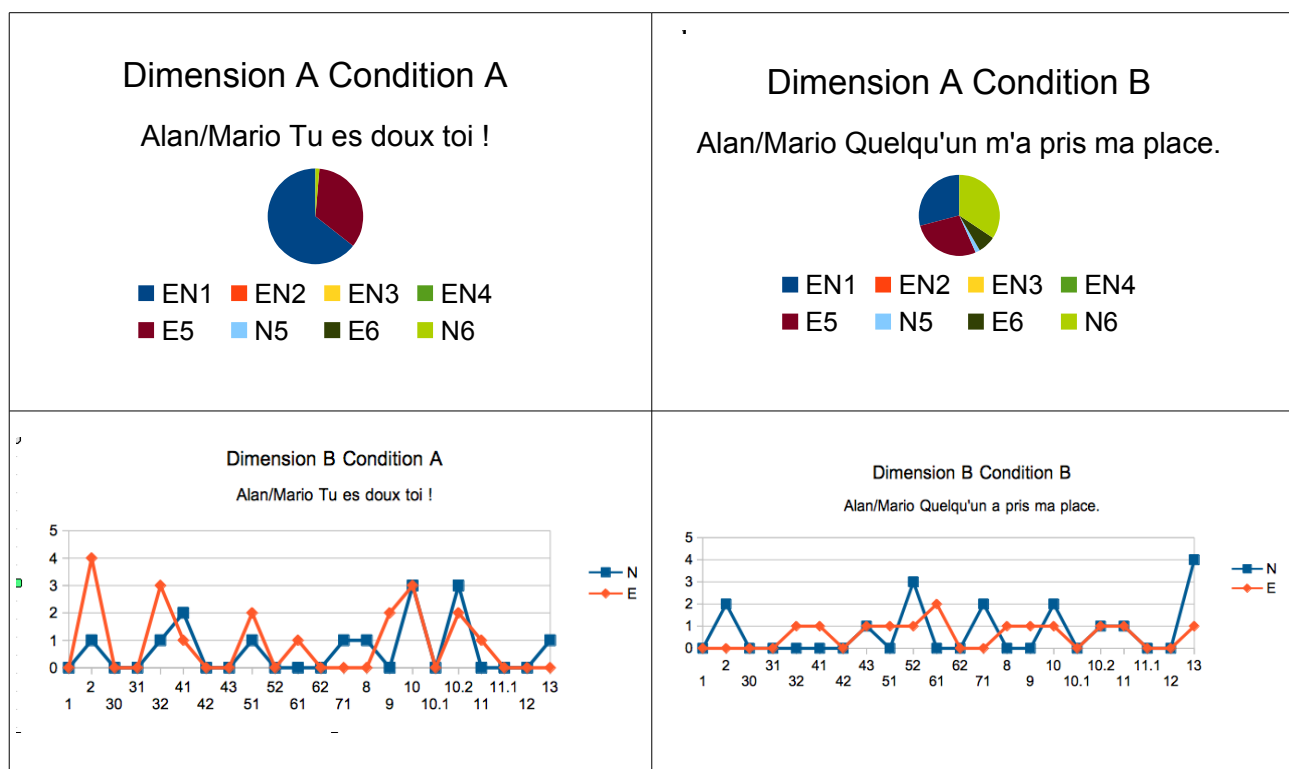 Dimension A Condition A
Alan/Mario Tu es doux toi !
EN1 EN2 EN3 EN4
E5 N5 E6 N6
Dimension A Condition B
Alan/Mario Quelqu'un m'a pris ma place.
EN1 EN2 EN3 EN4
E5 N5 E6 N6
Dimension B Condition A
Alan/Mario Tu es doux toi !
5
4
3
2
1
0
N
E
2 31 41 43 52 62 8 10 10.2 11.1 13
1 30 32 42 51 61 71 9 10.1 11 12
Dimension B Condition B
Alan/Mario Quelqu'un a pris ma place.
5
4
3
2
1
0
N
E
2 31 41 43 52 62 8 10 10.2 11.1 13
1 30 32 42 51 61 71 9 10.1 11 12